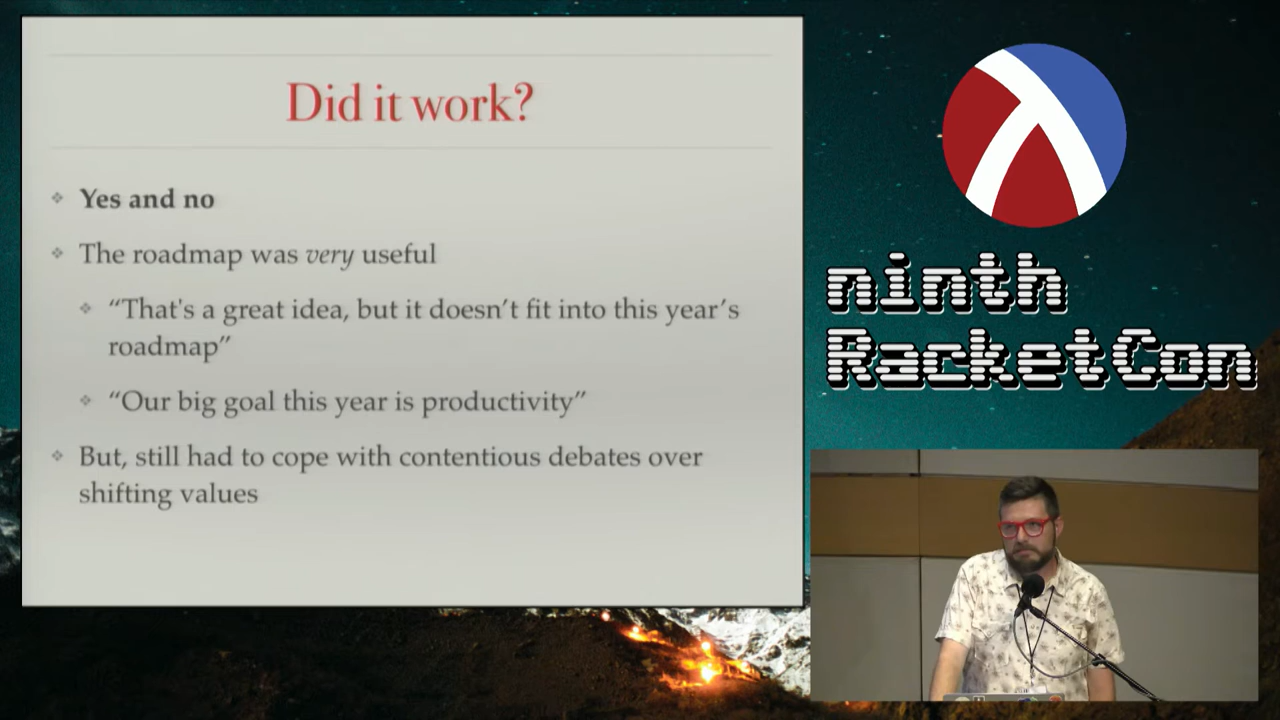 Did it work?
Yes and no
The roadmap was very useful
“That's a great idea, but it doesn’t fit into this year’s
roadmap”
“Our big goal this year is productivity”
But, still had to cope with contentious debates over
shifting values
ninth
RacketCon